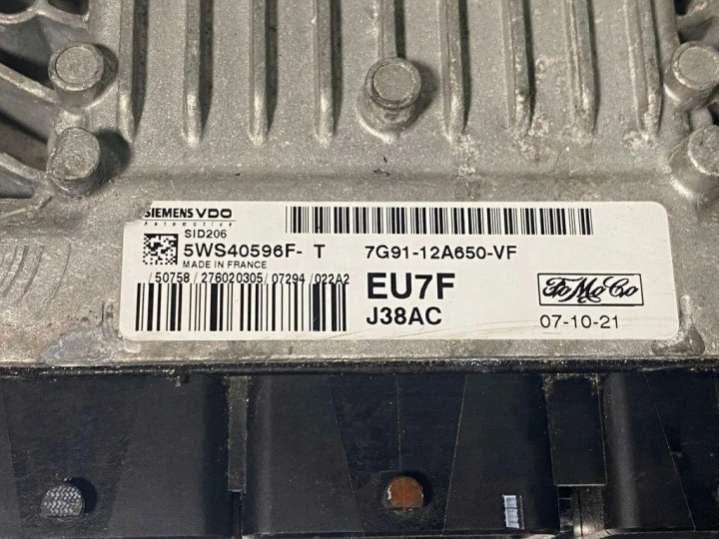 SIEMENS VDO
Automotive
SID206
5WS40596F- T 7G91-12A650-VF
MADE IN FRANCE
/50758/276020305/07294/022A2
EU7F
J38AC
FoMoCo
07-10-21